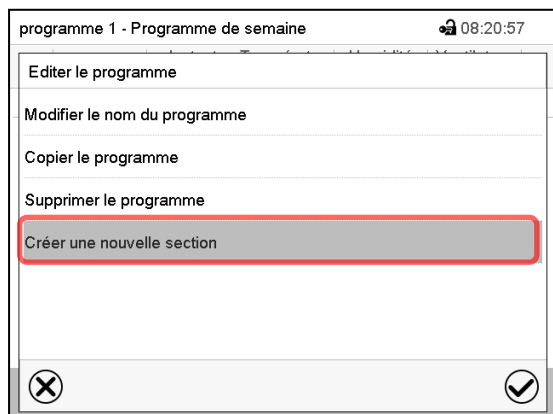 programme 1 - Programme de semaine 08:20:57
Editer le programme
Modifier le nom du programme
Copier le programme
Supprimer le programme
Créer une nouvelle section